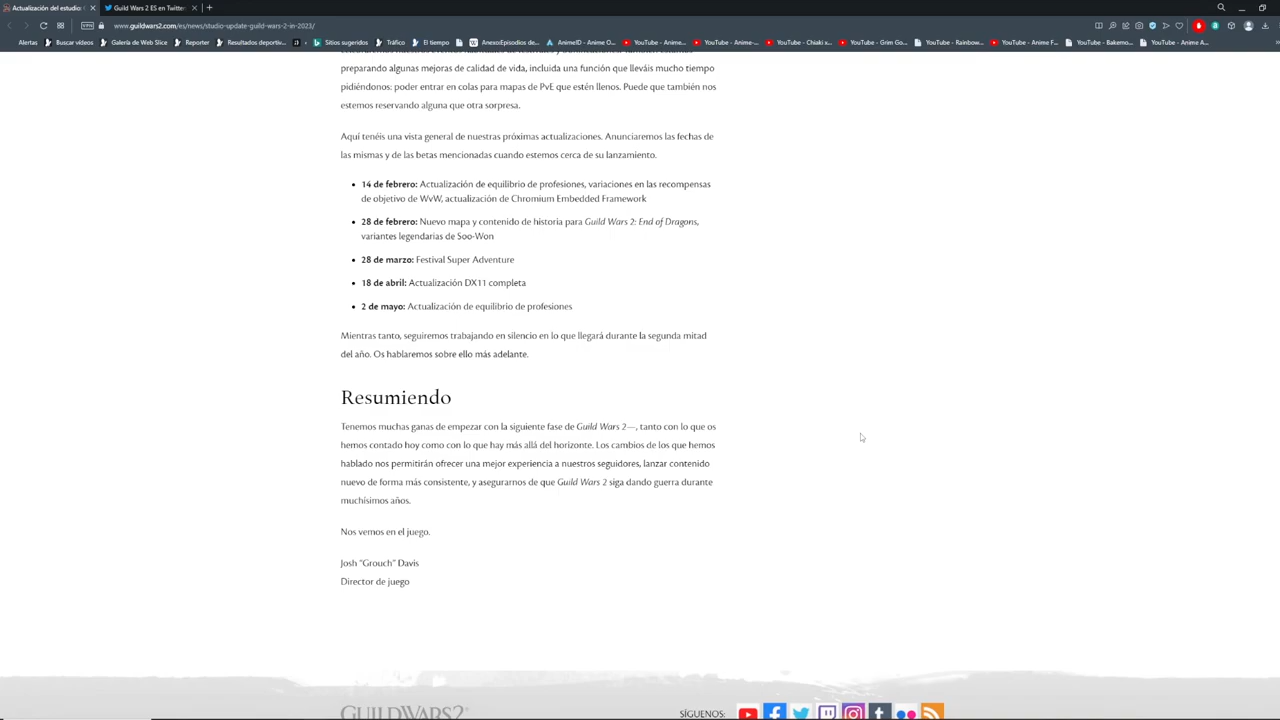 Actualización del estudio:
Guild Wars 2 ES en Twitter:
VPN
www.guildwars2.com/es/news/studio-update-guild-wars-2-in-2023/
Alertas
Buscar vídeos
Galería de Web Slice
Reporter
Resultados deportiv...
Sitios sugeridos
Tráfico
El tiempo
AnexoEpisodios de...
AnimeID - Anime O...
YouTube - Anime...
YouTube - Anime-...
YouTube - Chiaki x...
YouTube - Grim Go...
YouTube - Rainbow...
YouTube - Anime F...
YouTube - Bakemo...
YouTube - Anime A...
preparando algunas mejoras de calidad de vida, incluida una función que lleváis mucho tiempo
pidiéndonos: poder entrar en colas para mapas de PvE que estén llenos. Puede que también nos
estemos reservando alguna que otra sorpresa.
Aquí tenéis una vista general de nuestras próximas actualizaciones. Anunciaremos las fechas de
las mismas y de las betas mencionadas cuando estemos cerca de su lanzamiento.
• 14 de febrero: Actualización de equilibrio de profesiones, variaciones en las recompensas
de objetivo de WvW, actualización de Chromium Embedded Framework
• 28 de febrero: Nuevo mapa y contenido de historia para Guild Wars 2: End of Dragons,
variantes legendarias de Soo-Won
• 28 de marzo: Festival Super Adventure
• 18 de abril: Actualización DX11 completa
• 2 de mayo: Actualización de equilibrio de profesiones
Mientras tanto, seguiremos trabajando en silencio en lo que llegará durante la segunda mitad
del año. Os hablaremos sobre ello más adelante.
Resumiendo
Tenemos muchas ganas de empezar con la siguiente fase de Guild Wars 2—, tanto con lo que os
hemos contado hoy como con lo que hay más allá del horizonte. Los cambios de los que hemos
hablado nos permitirán ofrecer una mejor experiencia a nuestros seguidores, lanzar contenido
nuevo de forma más consistente, y asegurarnos de que Guild Wars 2 siga dando guerra durante
muchísimos años.
Nos vemos en el juego.
Josh “Grouch” Davis
Director de juego
GUILD WARS 2
SÍGUENOS: